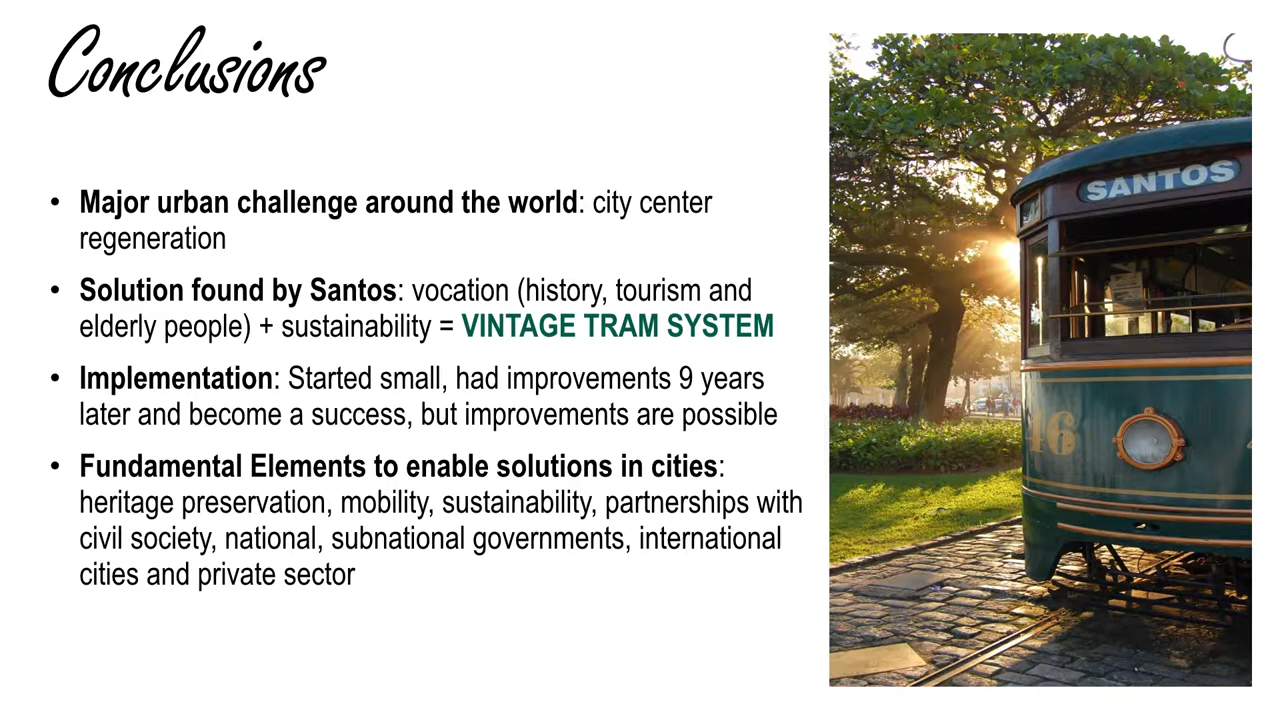 Conclusions
• Major urban challenge around the world: city center
regeneration
• Solution found by Santos: vocation (history, tourism and
elderly people) + sustainability = VINTAGE TRAM SYSTEM
• Implementation: Started small, had improvements 9 years
later and become a success, but improvements are possible
• Fundamental Elements to enable solutions in cities:
heritage preservation, mobility, sustainability, partnerships with
civil society, national, subnational governments, international
cities and private sector
SANTOS
46